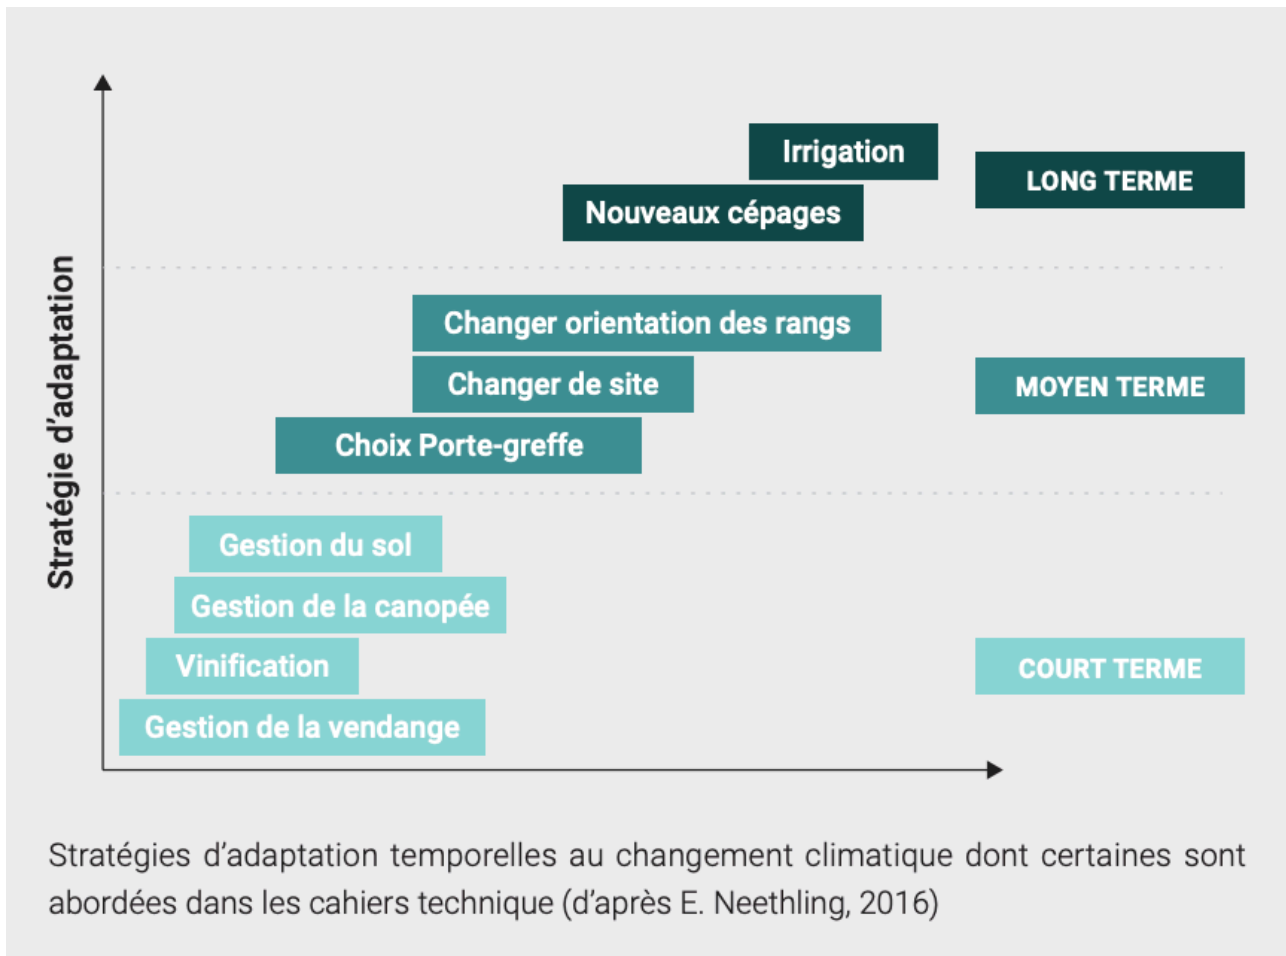 Irrigation
LONG TERME
Nouveaux cépages
Changer orientation des rangs
Changer de site
MOYEN TERME
Choix Porte-greffe
Stratégie d'adaptation
Gestion du sol
Gestion de la canopée
Vinification
COURT TERME
Gestion de la vendange
Stratégies d'adaptation temporelles au changement climatique dont certaines sont
abordées dans les cahiers technique (d'après E. Neethling, 2016)